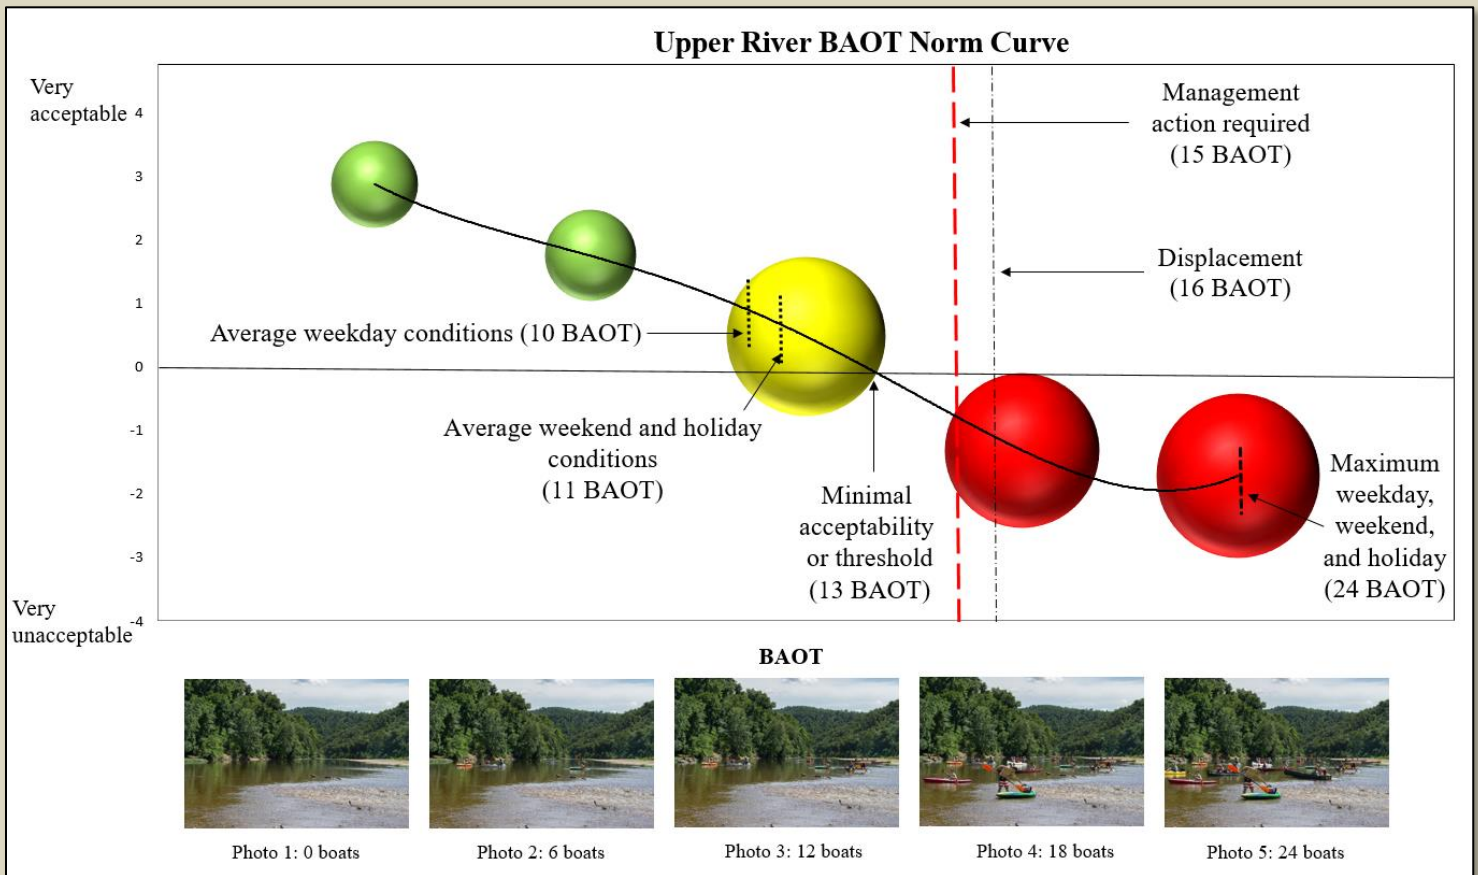 Upper River BAOT Norm Curve
Very
acceptable
4
3
2
1
0
-1
-2
-3
-4
Very
unacceptable
Management
action required
(15 BAOT)
Displacement
(16 BAOT)
Average weekday conditions (10 BAOT)
Average weekend and holiday
conditions
(11 BAOT)
Minimal
acceptability
or threshold
(13 BAOT)
Maximum
weekday,
weekend,
and holiday
(24 BAOT)
BAOT
Photo 1: 0 boats
Photo 2: 6 boats
Photo 3: 12 boats
Photo 4: 18 boats
Photo 5: 24 boats